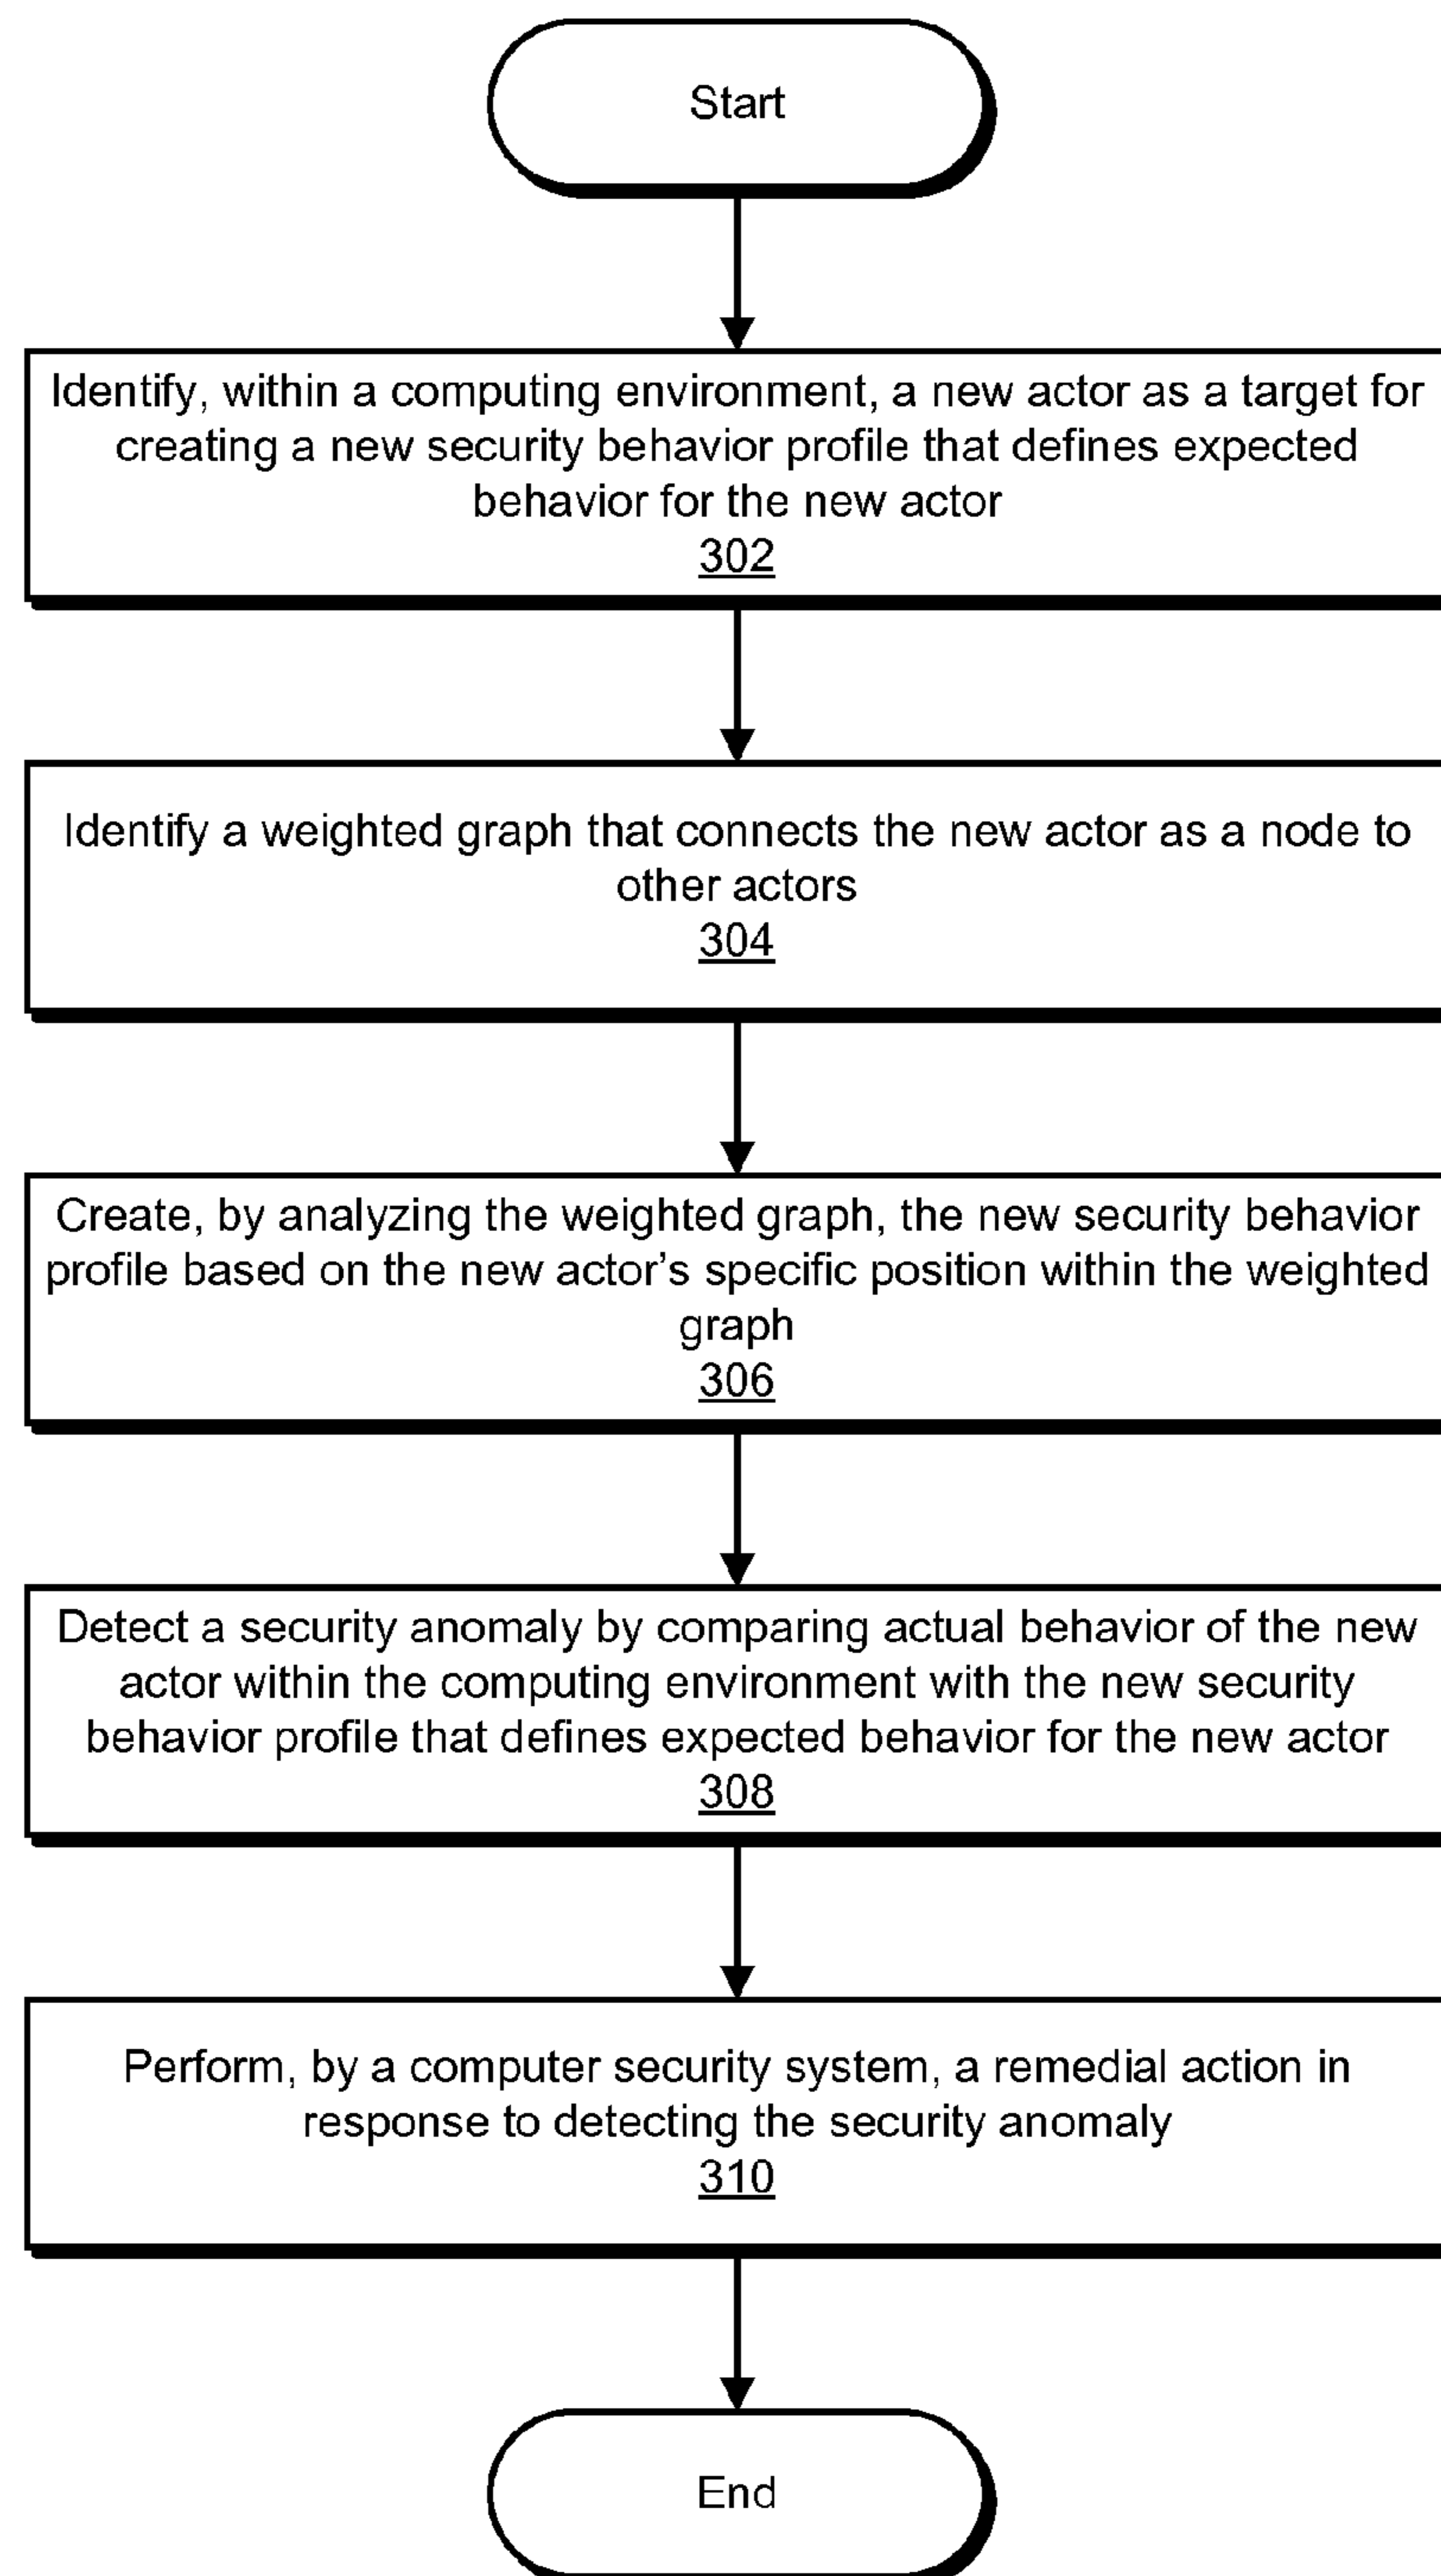 Start
Identify, within a computing environment, a new actor as a target for
creating a new security behavior profile that defines expected
behavior for the new actor
302
Identify a weighted graph that connects the new actor as a node to
other actors
304
Create, by analyzing the weighted graph, the new security behavior
profile based on the new actor’s specific position within the weighted
graph
306
Detect a security anomaly by comparing actual behavior of the new
actor within the computing environment with the new security
behavior profile that defines expected behavior for the new actor
308
Perform, by a computer security system, a remedial action in
response to detecting the security anomaly
310
End